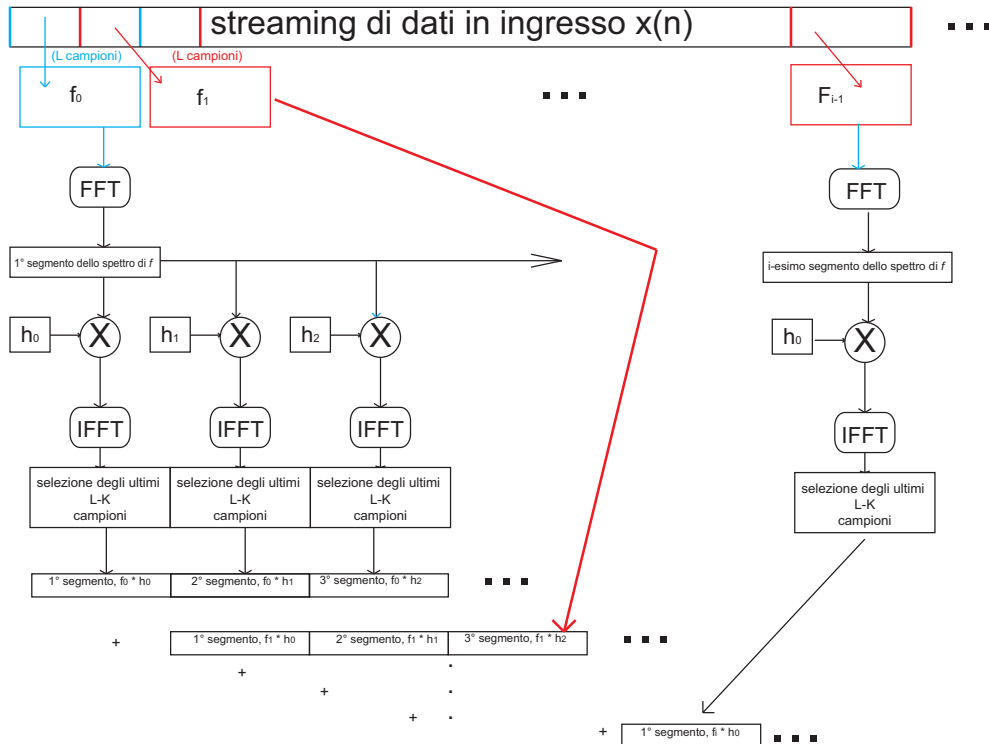 streaming di dati in ingresso x(n)
(L campioni) (L campioni)
f0 f1 Fi-1
FFT FFT
1° segmento dello spettro di f
i-esimo segmento dello spettro di f
h0 X h1 X h2 X h0 X
IFFT IFFT IFFT IFFT
selezione degli ultimi
L-K
campioni
selezione degli ultimi
L-K
campioni
selezione degli ultimi
L-K
campioni
selezione degli ultimi
L-K
campioni
1° segmento, f0 * h0 2° segmento, f0 * h1 3° segmento, f0 * h2
+ 1° segmento, f1 * h0 2° segmento, f1 * h1 3° segmento, f1 * h2
+
+
+
+ 1° segmento, fi * h0